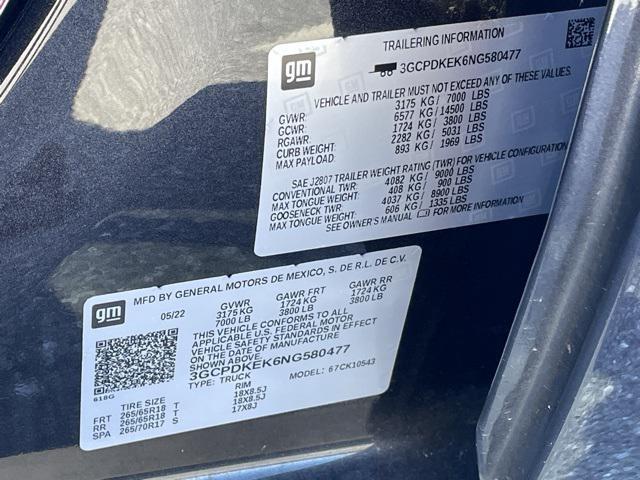 TRAILERING INFORMATION
gm
3GCPDKEK6NG580477
VEHICLE AND TRAILER MUST NOT EXCEED ANY OF THESE VALUES.
GVWR: 3175 KG / 7000 LBS
GCWR: 6577 KG / 14500 LBS
RGAWR: 1724 KG / 3800 LBS
CURB WEIGHT: 2282 KG / 5031 LBS
MAX PAYLOAD: 893 KG / 1969 LBS
SAE J2807 TRAILER WEIGHT RATING (TWR) FOR VEHICLE CONFIGURATION
CONVENTIONAL TWR: 4082 KG / 9000 LBS
MAX TONGUE WEIGHT: 408 KG / 900 LBS
GOOSENECK TWR: 4037 KG / 8900 LBS
MAX TONGUE WEIGHT: 606 KG / 1335 LBS
SEE OWNER'S MANUAL FOR MORE INFORMATION
gm
MFD BY GENERAL MOTORS DE MEXICO, S. DE R.L. DE C.V.
05/22 GVWR GAWR FRT GAWR RR
3175 KG 1724 KG 1724 KG
7000 LB 3800 LB 3800 LB
THIS VEHICLE CONFORMS TO ALL
APPLICABLE U.S. FEDERAL MOTOR
VEHICLE SAFETY STANDARDS IN EFFECT
ON THE DATE OF MANUFACTURE
SHOWN ABOVE.
3GCPDKEK6NG580477
TYPE: TRUCK MODEL: 67CK10543
818G
TIRE SIZE RIM
FRT 265/65R18 T 18X8.5J
RR 265/65R18 T 18X8.5J
SPA 265/70R17 S 17X8J